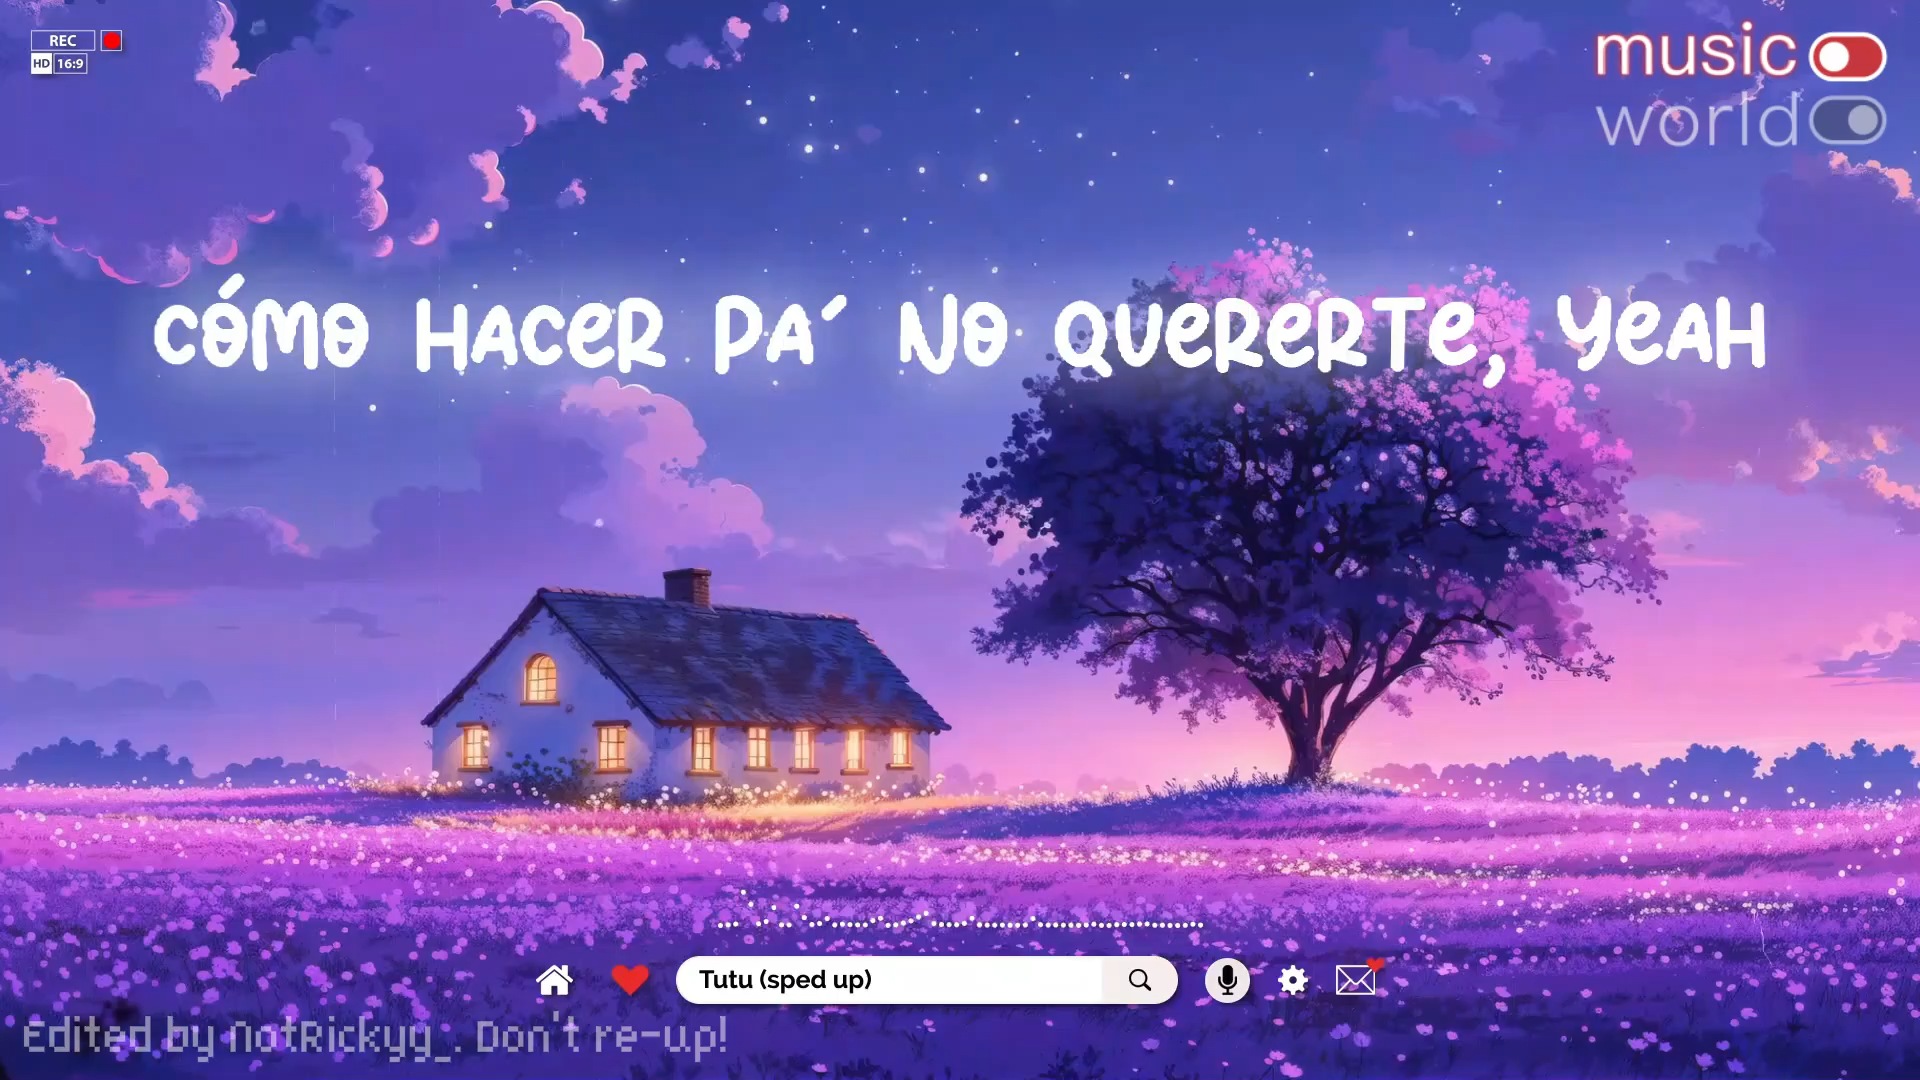 REC
HD 16:9
music
world
CÓMO HACER PA´ NO QUERERTE, YEAH
Tutu (sped up)
Edited by NotRickyy_. Don't re-up!